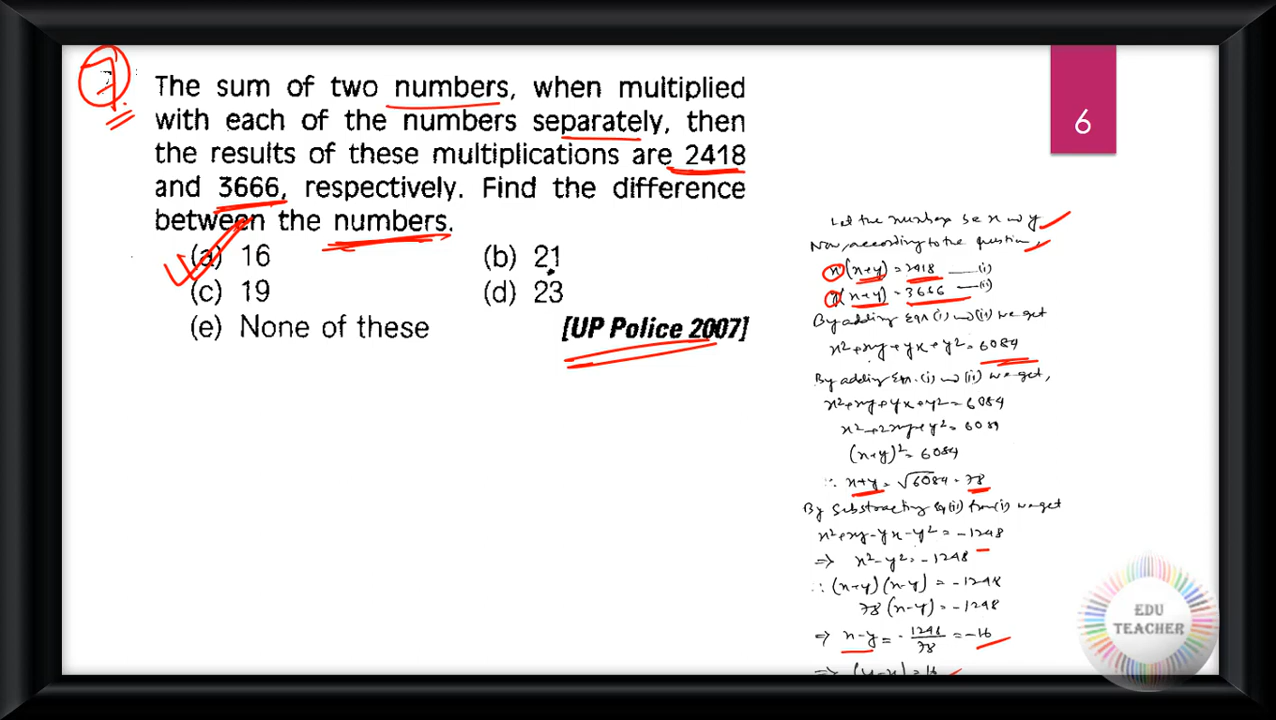 7
6
The sum of two numbers, when multiplied
with each of the numbers separately, then
the results of these multiplications are 2418
and 3666, respectively. Find the difference
between the numbers.
(a) 16 (b) 21
(c) 19 (d) 23
(e) None of these [UP Police 2007]
Let the numbers be x and y
Now, according to the question,
x(x+y) = 2418 —(i)
y(x+y) = 3666 —(ii)
By adding Eqn (i) and (ii) we get
x²+xy+yx+y² = 6084
By adding Eqn. (i) and (ii) we get,
x²+xy+yx+y² = 6084
x²+2xy+y² = 6084
(x+y)² = 6084
∴ x+y = √6084 = 78
By Substracting Eq(ii) from(i) we get
x²+xy-yx-y² = -1248
⇒ x²-y² = -1248
∴ (x+y)(x-y) = -1248
78(x-y) = -1248
⇒ x-y = -1248/78 = -16
⇒ (y-x) = 16
EDU
TEACHER